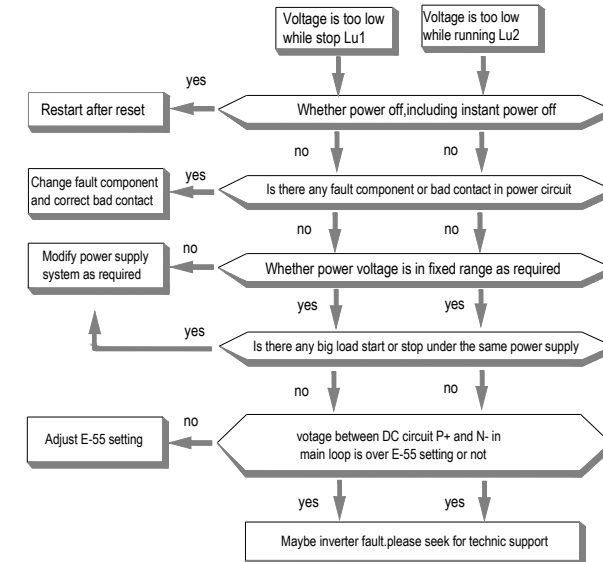 Voltage is too low
while stop Lu1
Voltage is too low
while running Lu2
yes
Restart after reset
Whether power off,including instant power off
no
no
yes
Change fault component
and correct bad contact
Is there any fault component or bad contact in power circuit
no
no
no
Modify power supply
system as required
Whether power voltage is in fixed range as required
yes
yes
yes
Is there any big load start or stop under the same power supply
no
no
no
Adjust E-55 setting
votage between DC circuit P+ and N- in
main loop is over E-55 setting or not
yes
yes
Maybe inverter fault.please seek for technic support